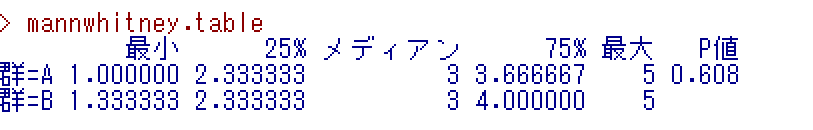 > mannwhitney.table
最小 25% メディアン 75% 最大 P値
群=A 1.000000 2.333333 3 3.666667 5 0.608
群=B 1.333333 2.333333 3 4.000000 5